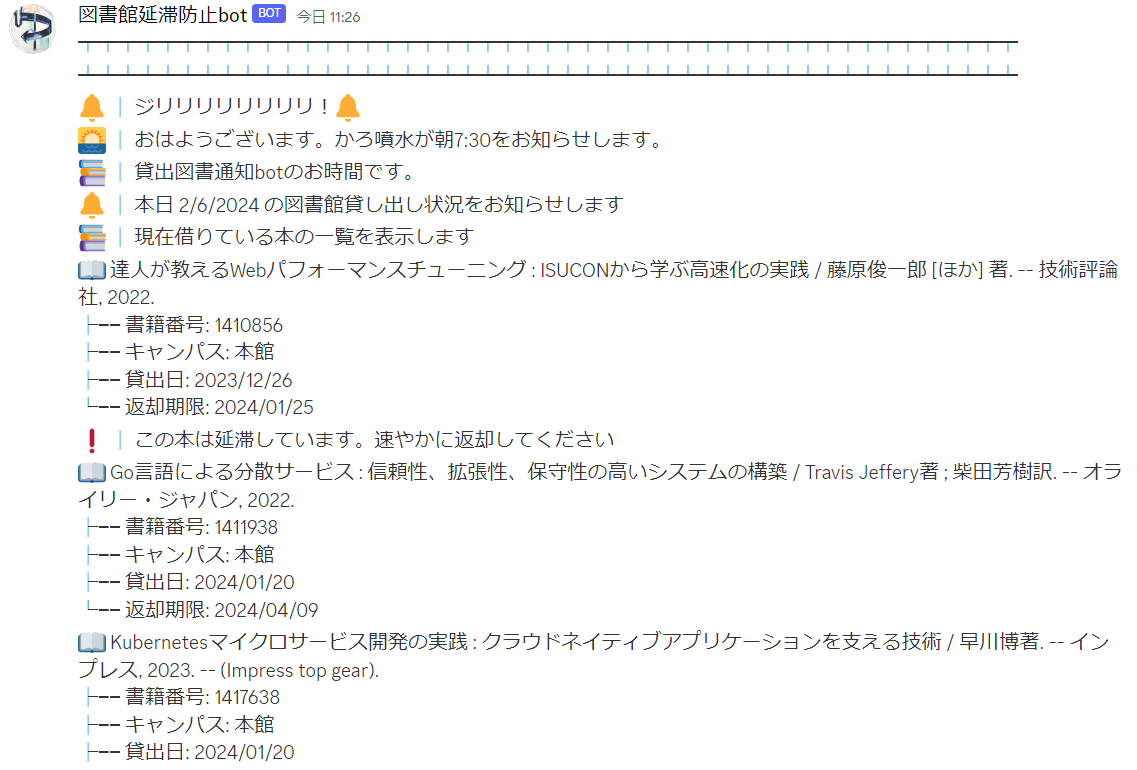 図書館延滞防止bot BOT 今日 11:26
ジリリリリリリリリ！
おはようございます。かろ噴水が朝7:30をお知らせします。
貸出図書通知botのお時間です。
本日 2/6/2024 の図書館貸し出し状況をお知らせします
現在借りている本の一覧を表示します
達人が教えるWebパフォーマンスチューニング : ISUCONから学ぶ高速化の実践 / 藤原俊一郎 [ほか] 著. -- 技術評論
社, 2022.
├── 書籍番号: 1410856
├── キャンパス: 本館
├── 貸出日: 2023/12/26
└── 返却期限: 2024/01/25
❗ | この本は延滞しています。速やかに返却してください
Go言語による分散サービス : 信頼性、拡張性、保守性の高いシステムの構築 / Travis Jeffery著 ; 柴田芳樹訳. -- オラ
イリー・ジャパン, 2022.
├── 書籍番号: 1411938
├── キャンパス: 本館
├── 貸出日: 2024/01/20
└── 返却期限: 2024/04/09
Kubernetesマイクロサービス開発の実践 : クラウドネイティブアプリケーションを支える技術 / 早川博著. -- イン
プレス, 2023. -- (Impress top gear).
├── 書籍番号: 1417638
├── キャンパス: 本館
├── 貸出日: 2024/01/20